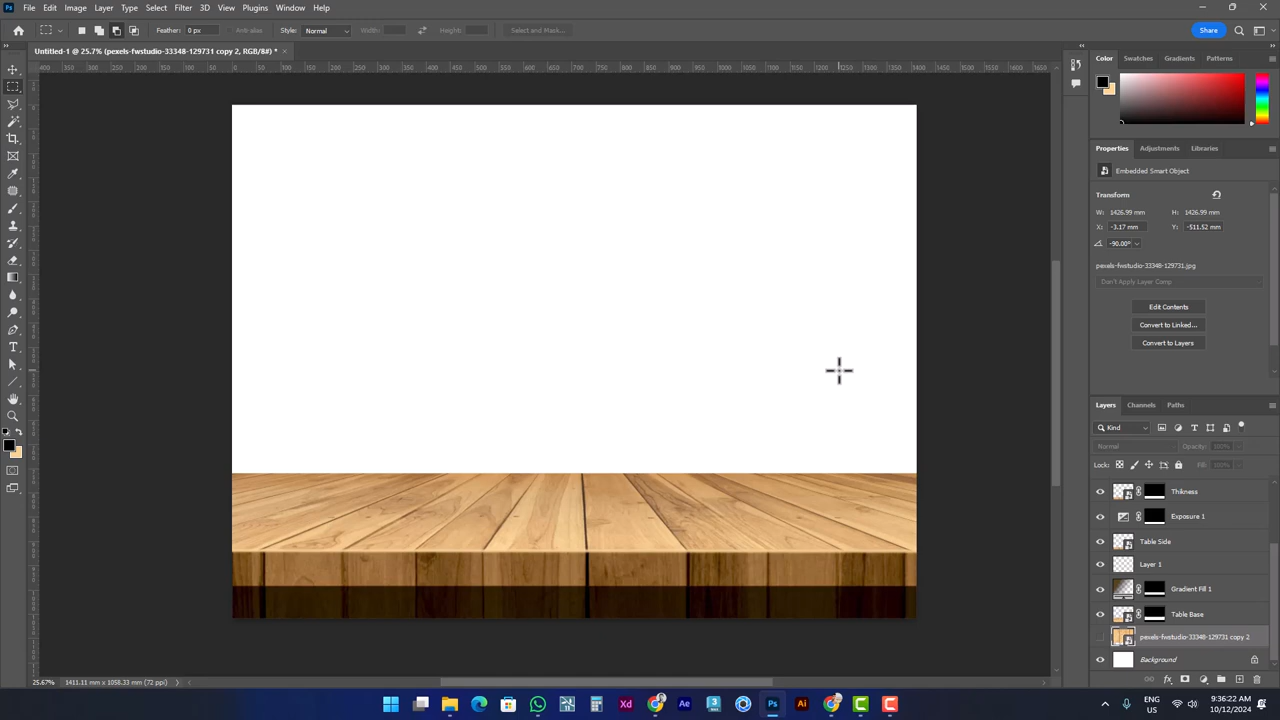 File Edit Image Layer Type Select Filter 3D View Plugins Window Help
Feather: 0 px Anti-alias Style: Normal Width: Height: Select and Mask... Share
Untitled-1 @ 25.7% (pexels-fwstudio-33348-129731 copy 2, RGB/8#) *
Color Swatches Gradients Patterns
Properties Adjustments Libraries
Embedded Smart Object
Transform
W: 1426.99 mm H: 1426.99 mm
X: -3.17 mm Y: -511.52 mm
-90.00°
pexels-fwstudio-33348-129731.jpg
Don't Apply Layer Comp
Edit Contents
Convert to Linked...
Convert to Layers
Layers Channels Paths
Kind
Normal Opacity: 100%
Lock: Fill: 100%
Thikness
Exposure 1
Table Side
Layer 1
Gradient Fill 1
Table Base
pexels-fwstudio-33348-129731 copy 2
Background
25.67% 1411.11 mm x 1058.33 mm (72 ppi)
ENG
US
9:36:22 AM
10/12/2024